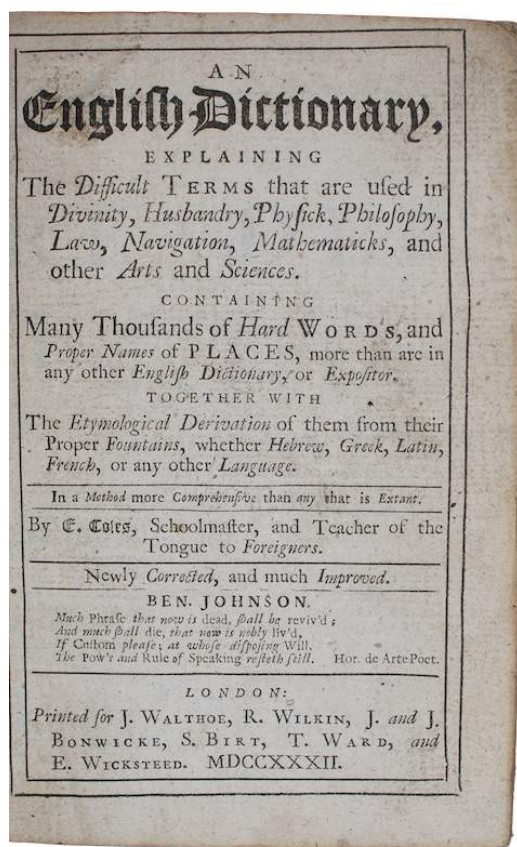 AN
Engliſh Dictionary,
EXPLAINING
The Difficult TERMS that are uſed in
Divinity, Husbandry, Phyſick, Philoſophy,
Law, Navigation, Mathematicks, and
other Arts and Sciences.
CONTAINING
Many Thouſands of Hard WORDS, and
Proper Names of PLACES, more than are in
any other Engliſh Dictionary, or Expoſitor.
TOGETHER WITH
The Etymological Derivation of them from their
Proper Fountains, whether Hebrew, Greek, Latin,
French, or any other Language.
In a Method more Comprehenſive than any that is Extant.
By E. Coles, Schoolmaſter, and Teacher of the
Tongue to Foreigners.
Newly Corrected, and much Improved.
BEN. JOHNSON.
Much Phraſe that now is dead, ſhall be reviv'd;
And much ſhall die, that now is nobly liv'd,
If Cuſtom pleaſe; at whoſe diſpoſing Will,
The Pow'r and Rule of Speaking reſteth ſtill. Hor. de Arte Poet.
LONDON:
Printed for J. WALTHOE, R. WILKIN, J. and J.
BONWICKE, S. BIRT, T. WARD, and
E. WICKSTEED. MDCCXXXII.